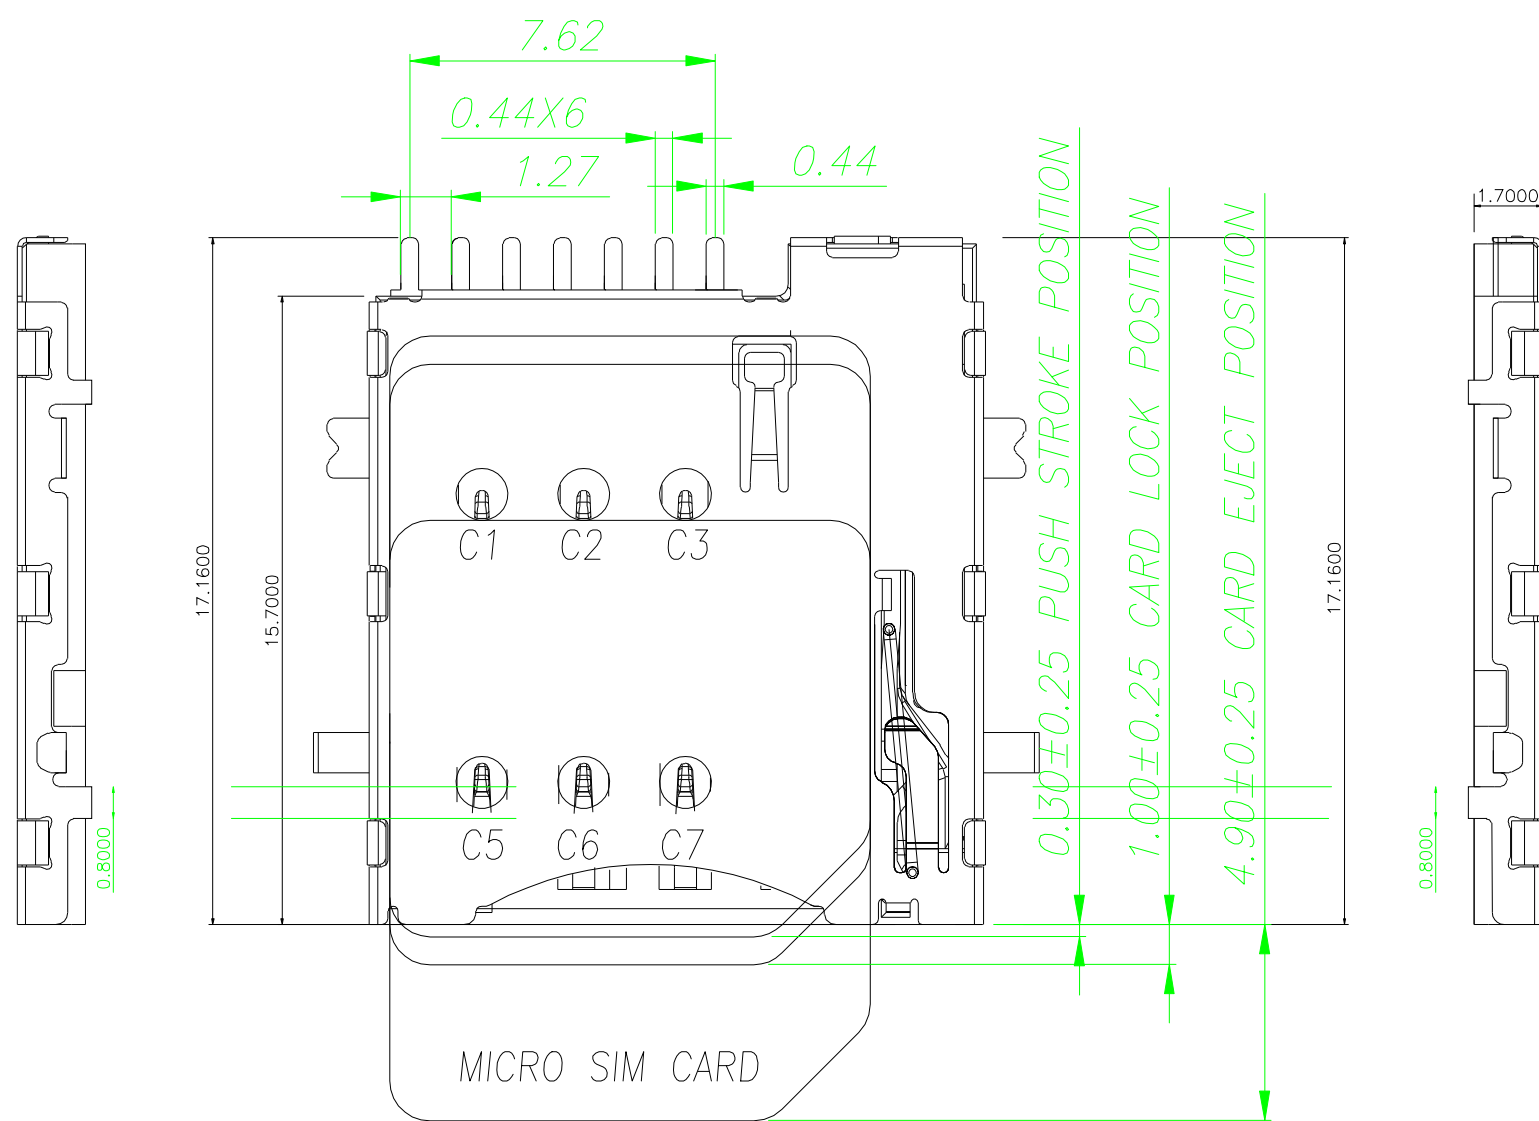 7.62
0.44X6
1.27
0.44
1.7000
0.30±0.25 PUSH STROKE POSITION
1.00±0.25 CARD LOCK POSITION
4.90±0.25 CARD EJECT POSITION
17.1600
15.7000
17.1600
C1 C2 C3
C5 C6 C7
0.8000
0.8000
MICRO SIM CARD